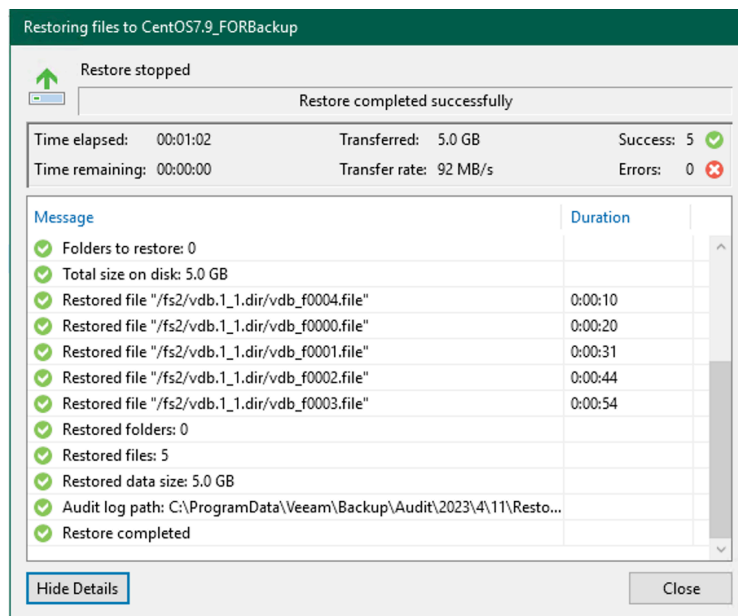 Restoring files to CentOS7.9_FORBackup
Restore stopped
Restore completed successfully
Time elapsed: 00:01:02 Transferred: 5.0 GB Success: 5
Time remaining: 00:00:00 Transfer rate: 92 MB/s Errors: 0
Message Duration
Folders to restore: 0
Total size on disk: 5.0 GB
Restored file "/fs2/vdb.1_1.dir/vdb_f0004.file" 0:00:10
Restored file "/fs2/vdb.1_1.dir/vdb_f0000.file" 0:00:20
Restored file "/fs2/vdb.1_1.dir/vdb_f0001.file" 0:00:31
Restored file "/fs2/vdb.1_1.dir/vdb_f0002.file" 0:00:44
Restored file "/fs2/vdb.1_1.dir/vdb_f0003.file" 0:00:54
Restored folders: 0
Restored files: 5
Restored data size: 5.0 GB
Audit log path: C:\ProgramData\Veeam\Backup\Audit\2023\4\11\Resto...
Restore completed
Hide Details Close